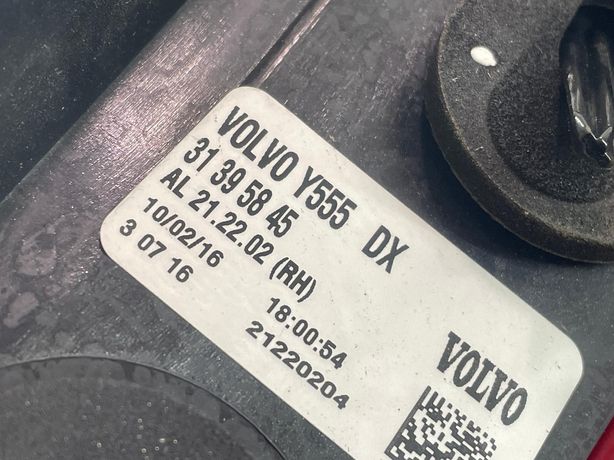 VOLVO Y555 DX
31 39 58 45
AL 21.22.02 (RH)
10/02/16 18:00:54
3 07 16 21220204
VOLVO